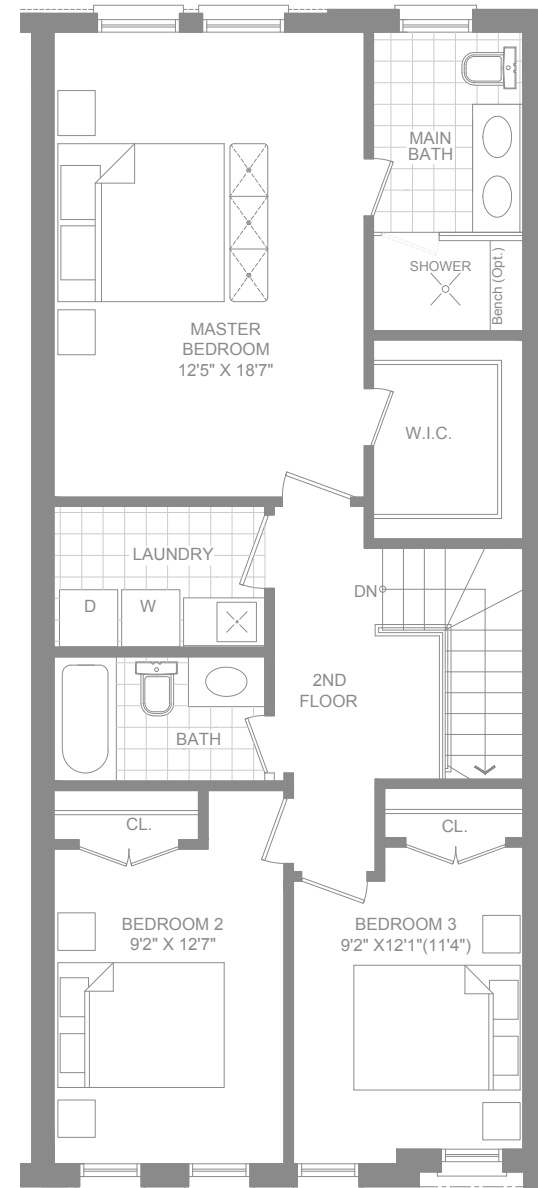 MAIN
BATH
SHOWER
Bench (Opt.)
MASTER
BEDROOM
12'5" X 18'7"
W.I.C.
LAUNDRY
D
W
DN
2ND
FLOOR
BATH
CL.
CL.
BEDROOM 2
9'2" X 12'7"
BEDROOM 3
9'2" X12'1"(11'4")